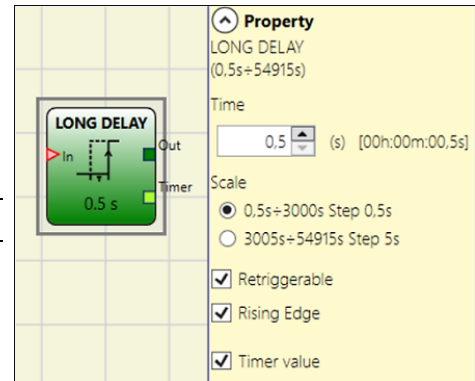 LONG DELAY
In
Out
Timer
0.5 s
Property
LONG DELAY
(0,5s÷54915s)
Time
0,5 (s) [00h:00m:00,5s]
Scale
0,5s÷3000s Step 0,5s
3005s÷54915s Step 5s
Retriggerable
Rising Edge
Timer value